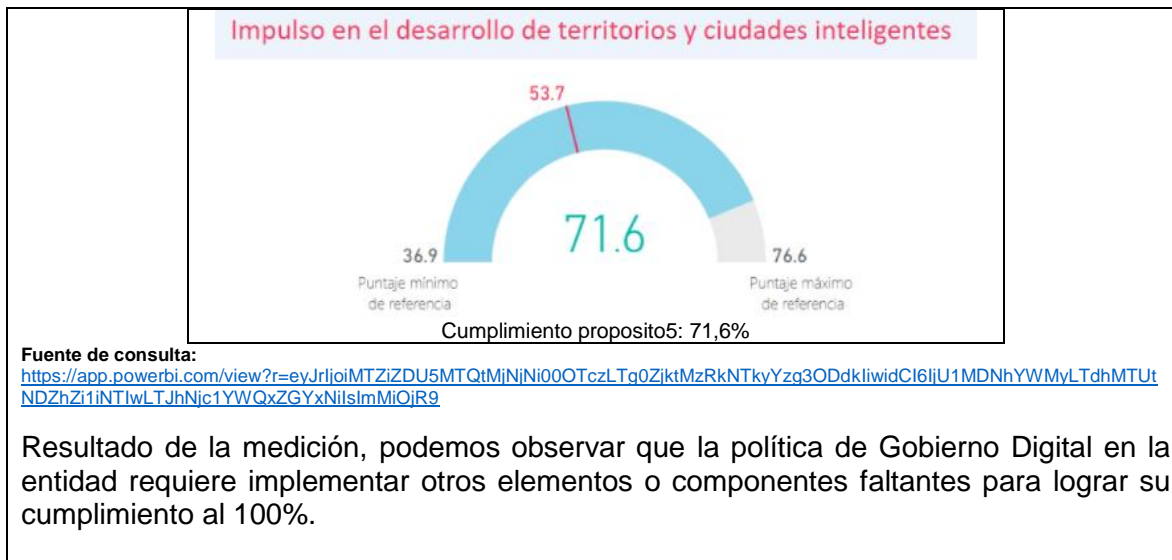 Impulso en el desarrollo de territorios y ciudades inteligentes
53.7
71.6
36.9
76.6
Puntaje mínimo
de referencia
Puntaje máximo
de referencia
Cumplimiento proposito5: 71,6%
Fuente de consulta:
https://app.powerbi.com/view?r=eyJrIjoiMTZiZDU5MTQtMjNjNi00OTczLTg0ZjktMzRkNTkyYzg3ODdkIiwidCI6IjU1MDNhYWMyLTdhMTUt
NDZhZi1iNTIwLTJhNjc1YWQxZGYxNiIsImMiOjR9
Resultado de la medición, podemos observar que la política de Gobierno Digital en la
entidad requiere implementar otros elementos o componentes faltantes para lograr su
cumplimiento al 100%.